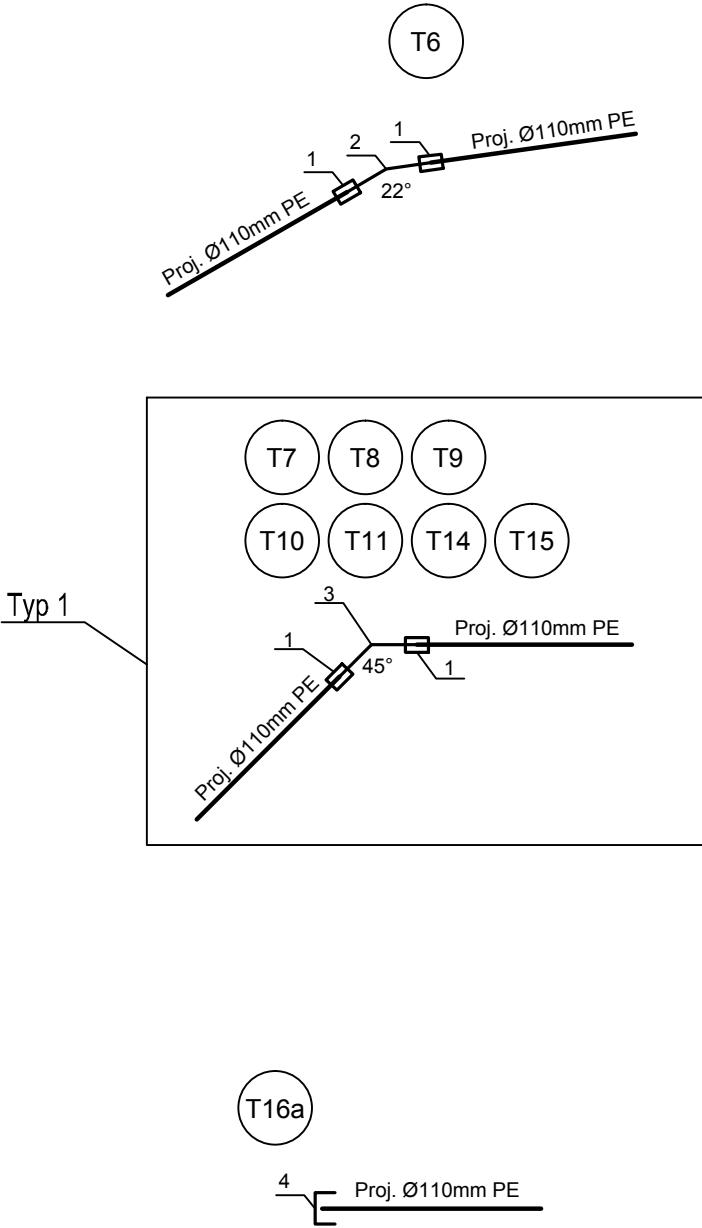 T6
1 2 1 Proj. Ø110mm PE
22°
Proj. Ø110mm PE
T7 T8 T9
T10 T11 T14 T15
Typ 1
3
1 45° 1 Proj. Ø110mm PE
Proj. Ø110mm PE
T16a
4 Proj. Ø110mm PE